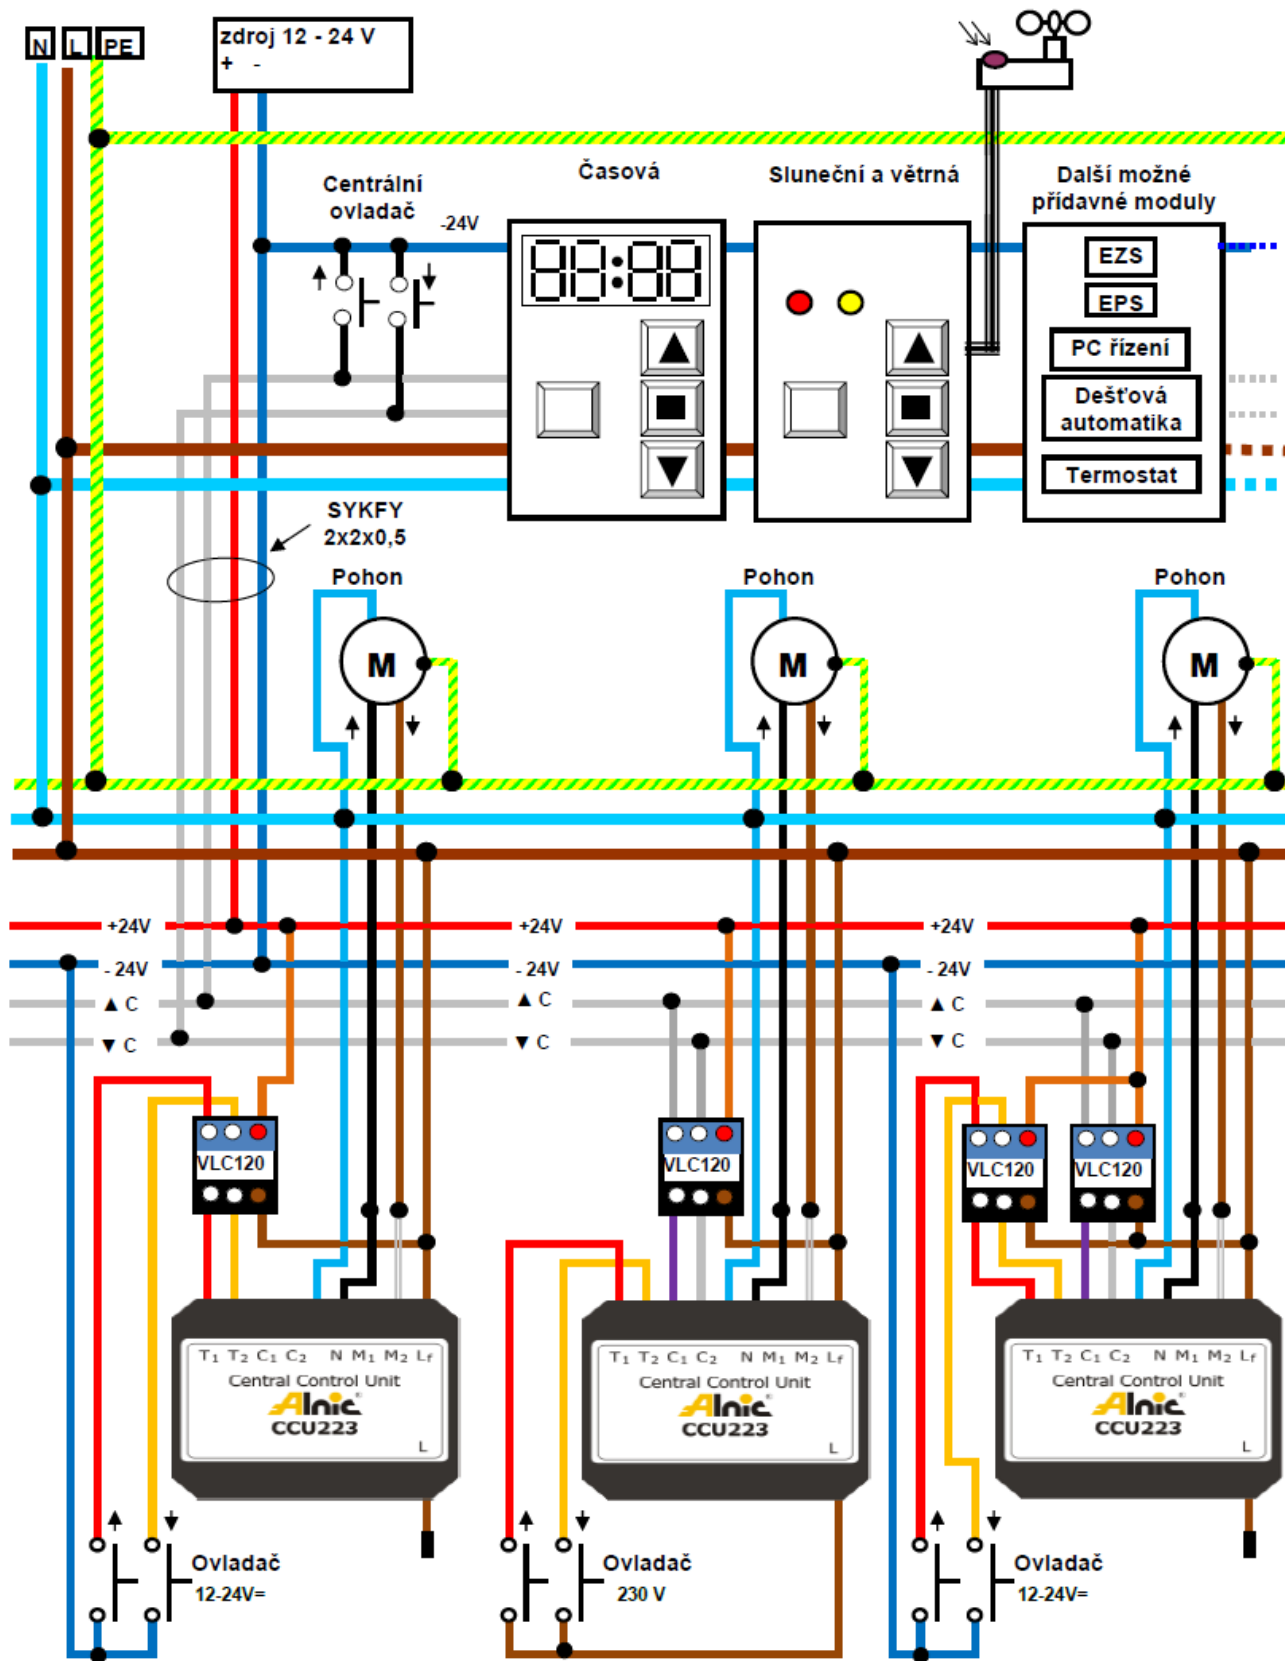 N L PE
zdroj 12 - 24 V
+ -
Centrální
ovladač
-24V
Časová
88:88
Sluneční a větrná
Další možné
přídavné moduly
EZS
EPS
PC řízení
Dešťová
automatika
Termostat
SYKFY
2x2x0,5
Pohon
Pohon
Pohon
M
M
M
+24V
+24V
+24V
- 24V
- 24V
- 24V
▲ C
▲ C
▲ C
▼ C
▼ C
▼ C
VLC120
VLC120
VLC120
VLC120
T1 T2 C1 C2 N M1 M2 Lf
Central Control Unit
Alnic®
CCU223
L
T1 T2 C1 C2 N M1 M2 Lf
Central Control Unit
Alnic®
CCU223
L
T1 T2 C1 C2 N M1 M2 Lf
Central Control Unit
Alnic®
CCU223
L
Ovladač
12-24V=
Ovladač
230 V
Ovladač
12-24V=